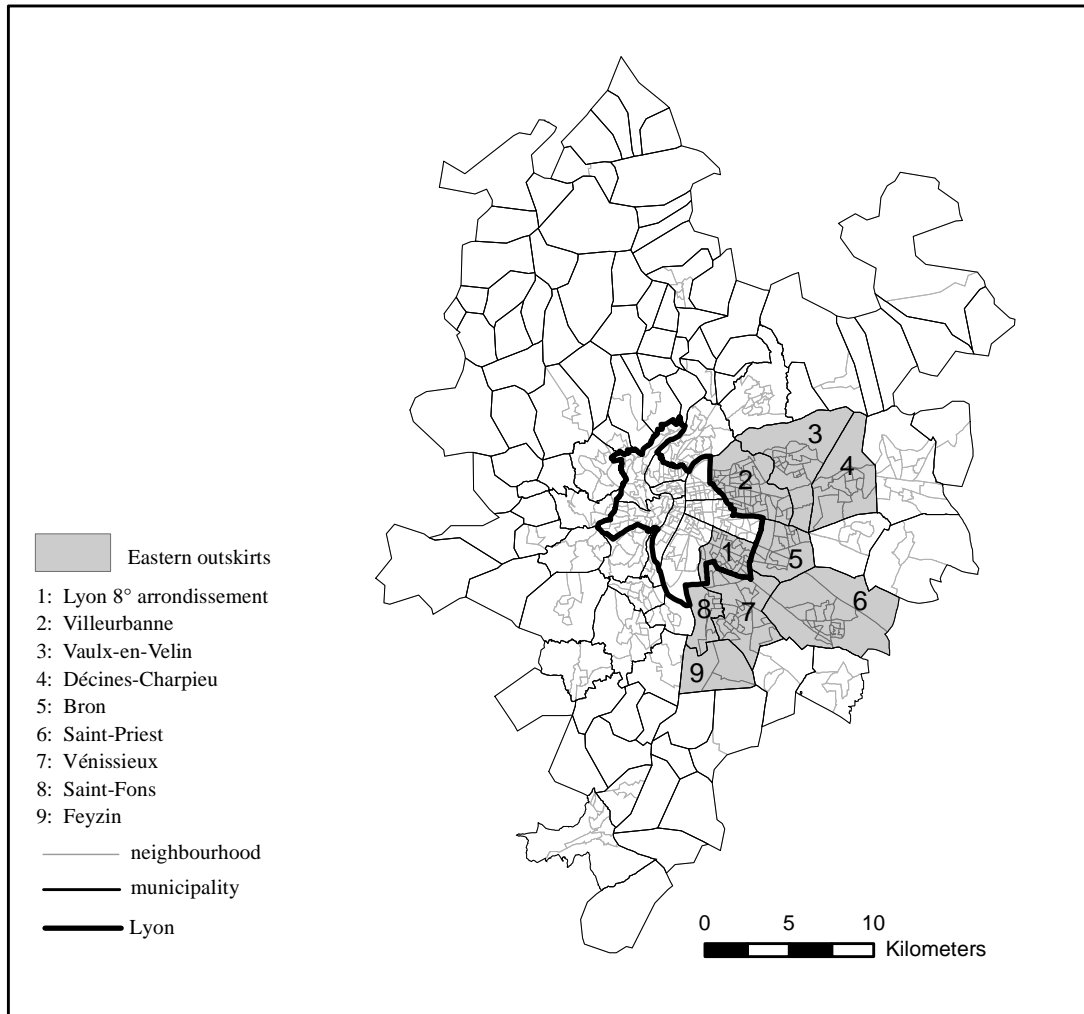 3
4
2
1
5
6
8
7
9
Eastern outskirts
1: Lyon 8° arrondissement
2: Villeurbanne
3: Vaulx-en-Velin
4: Décines-Charpieu
5: Bron
6: Saint-Priest
7: Vénissieux
8: Saint-Fons
9: Feyzin
neighbourhood
municipality
Lyon
0 5 10
Kilometers